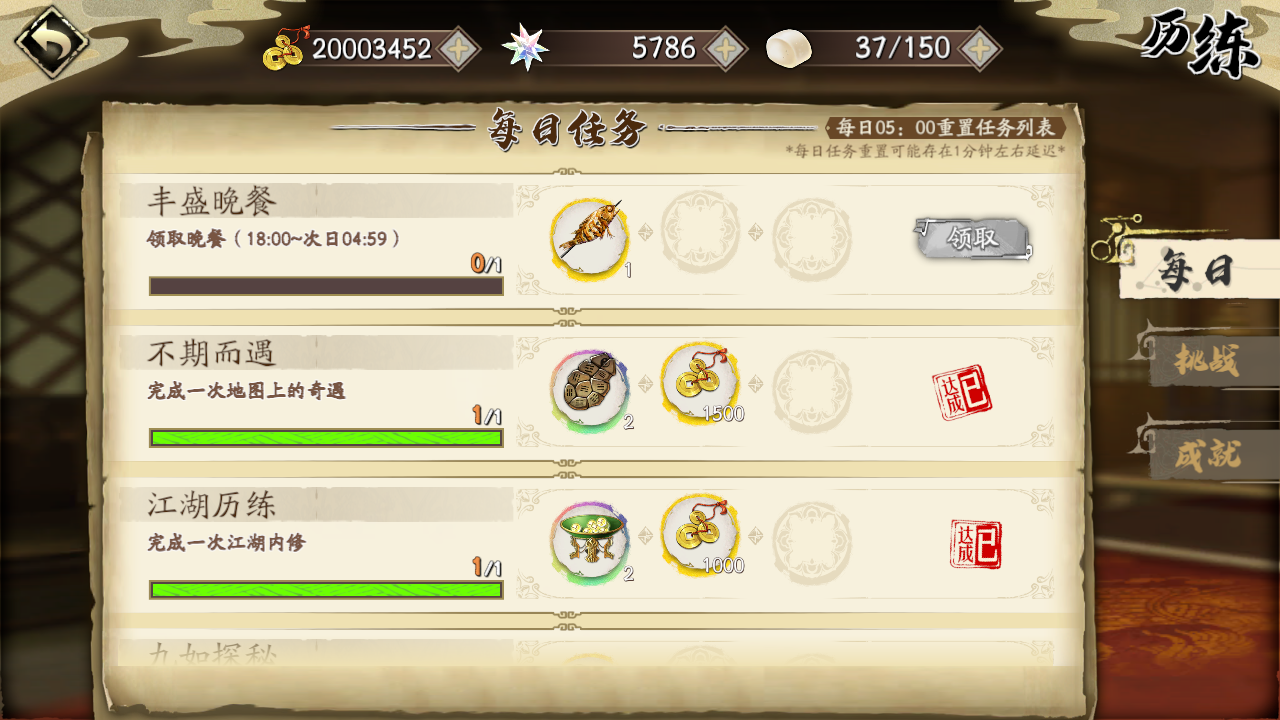 20003452
5786
37/150
历练
每日任务
每日05：00重置任务列表
*每日任务重置可能存在1分钟左右延迟*
丰盛晚餐
领取晚餐（18:00~次日04:59）
0/1
1
领取
不期而遇
完成一次地图上的奇遇
1/1
2
1500
已达成
江湖历练
完成一次江湖内修
1/1
2
1000
已达成
九如探秘
每日
挑战
成就